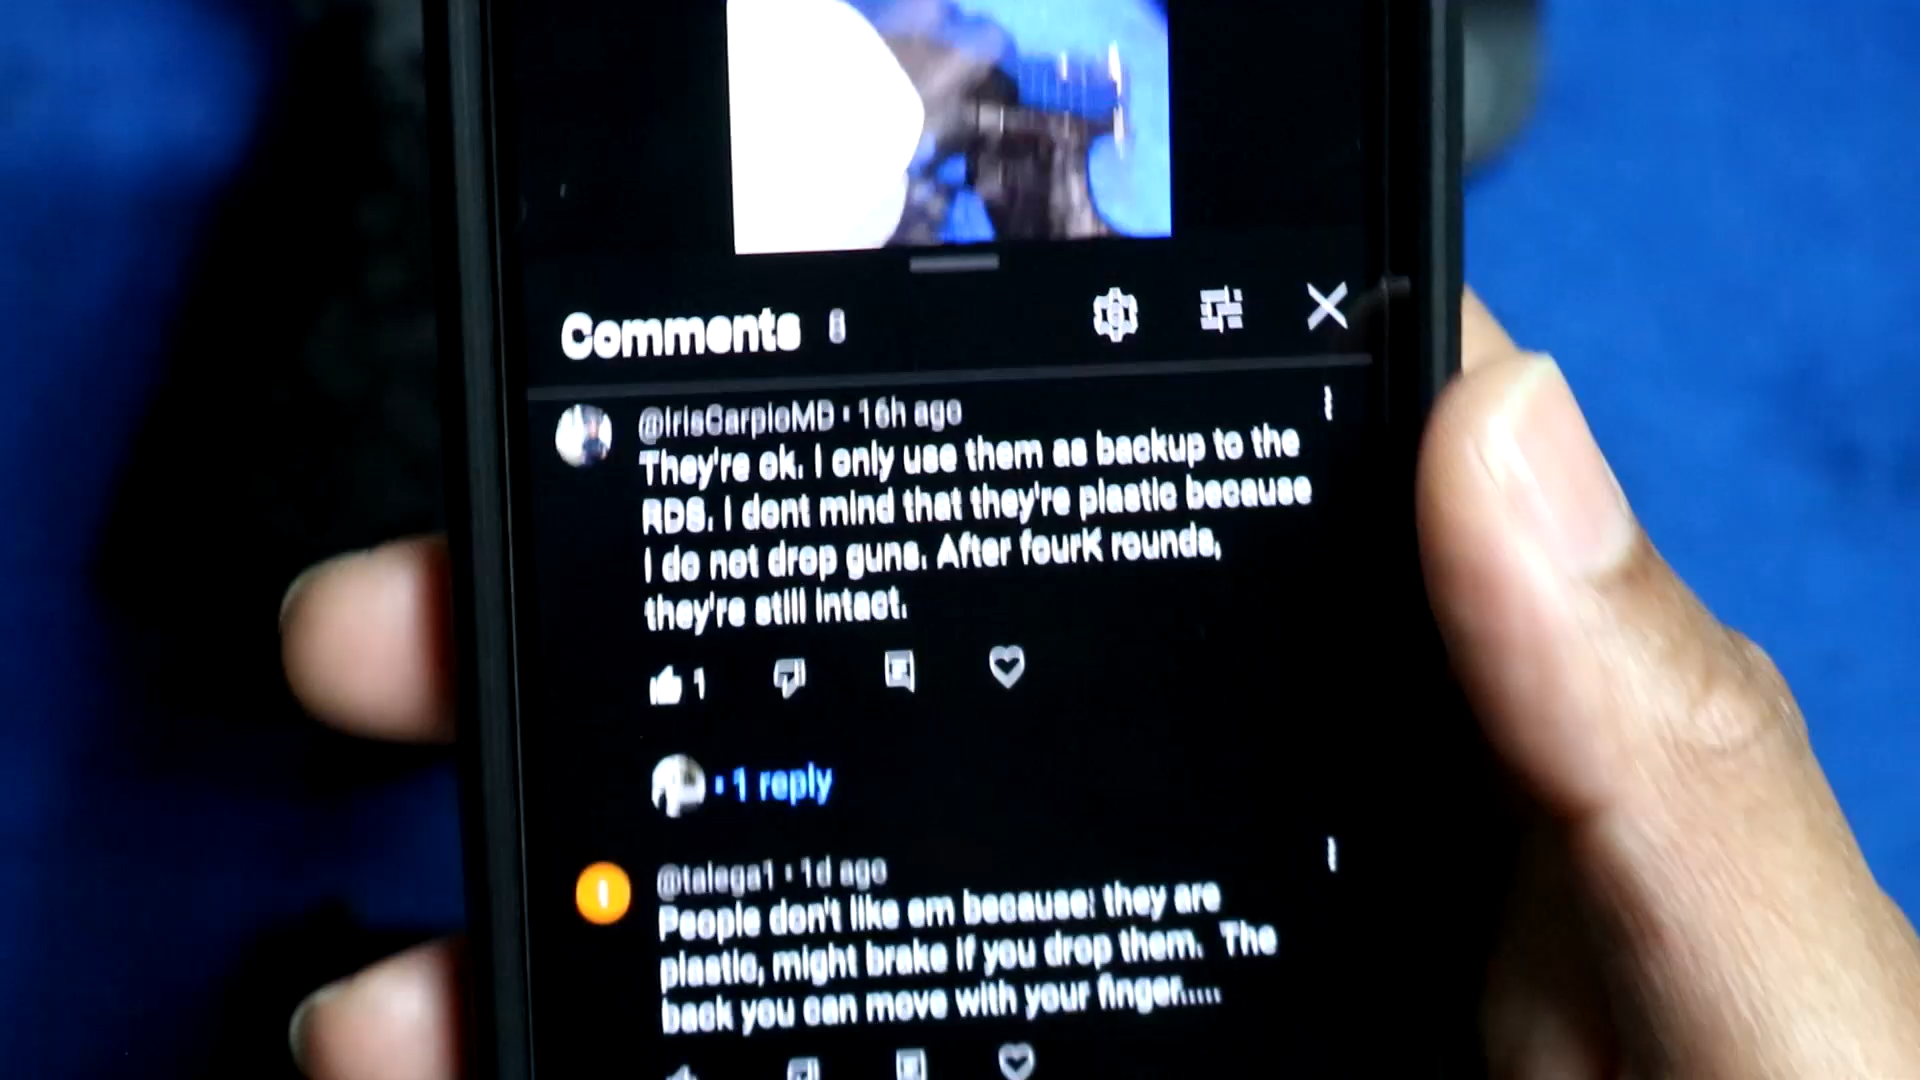 Comments 8
@IrisCarpioMD · 16h ago
They're ok. I only use them as backup to the
RDS. I dont mind that they're plastic because
I do not drop guns. After fourK rounds,
they're still intact.
1
· 1 reply
@talega1 · 1d ago
People don't like em because: they are
plastic, might brake if you drop them. The
back you can move with your finger.....